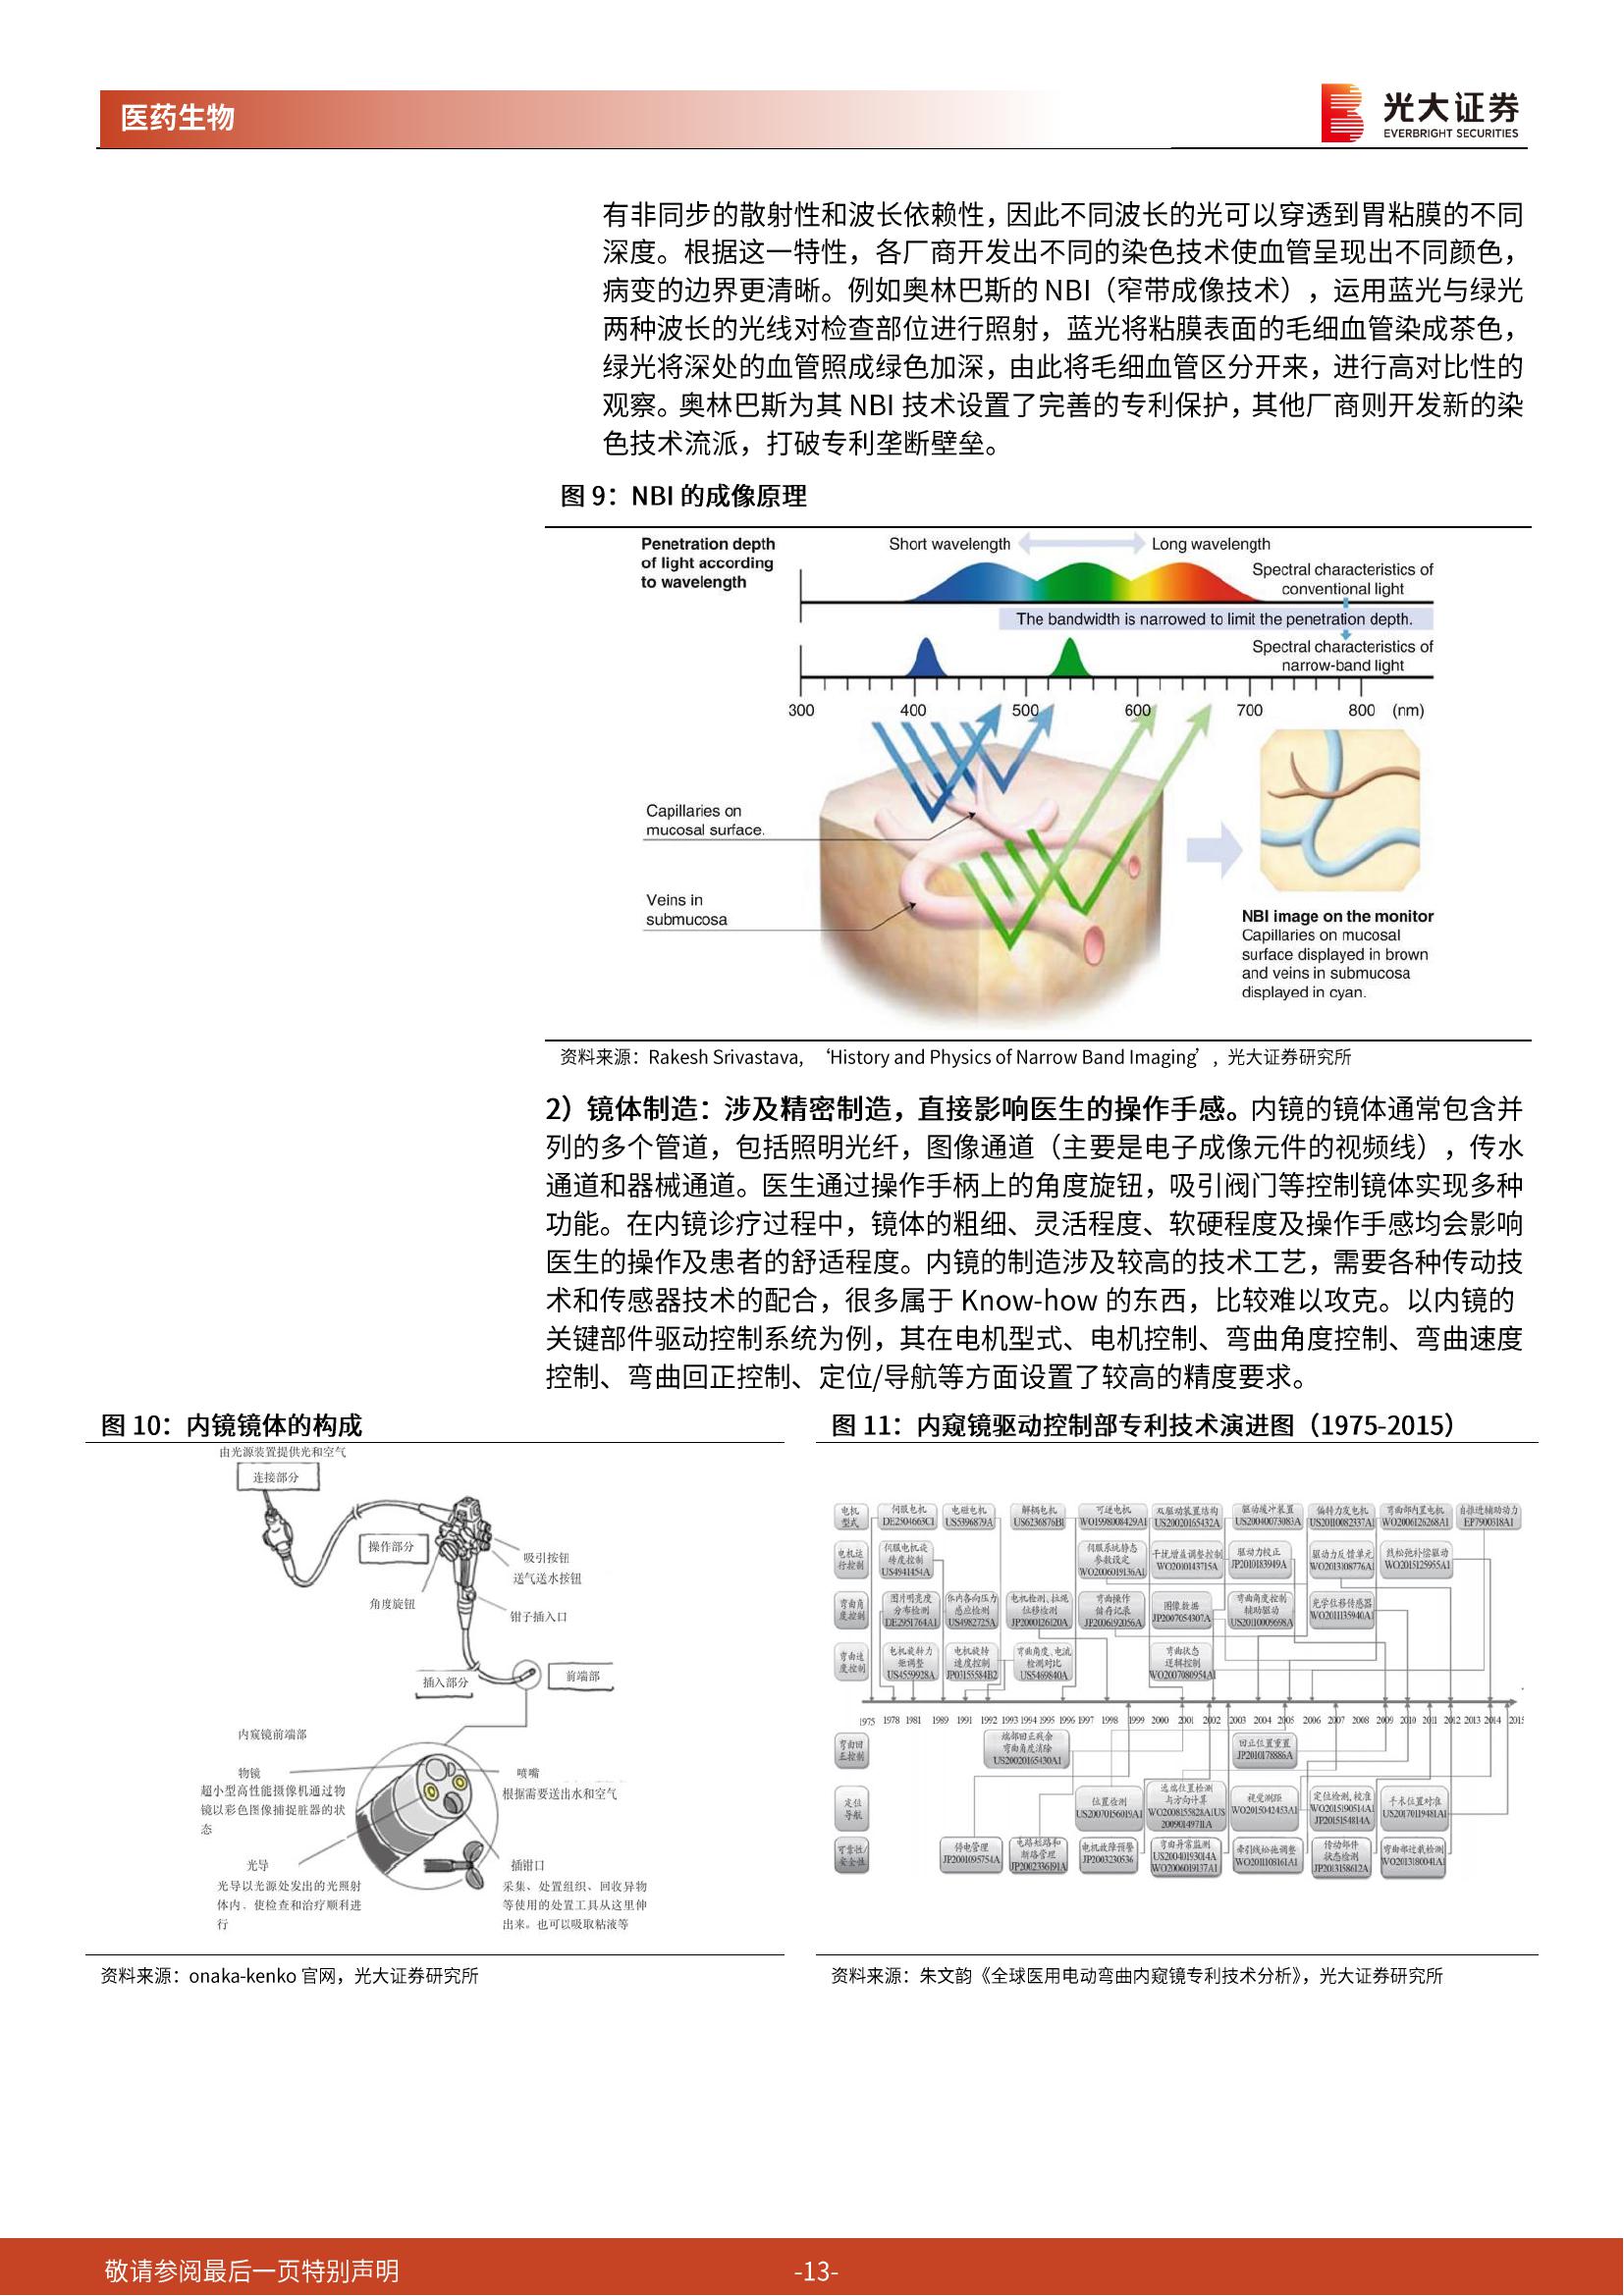 医药生物
光大证券
EVERBRIGHT SECURITIES
有非同步的散射性和波长依赖性，因此不同波长的光可以穿透到胃粘膜的不同
深度。根据这一特性，各厂商开发出不同的染色技术使血管呈现出不同颜色，
病变的边界更清晰。例如奥林巴斯的 NBI（窄带成像技术），运用蓝光与绿光
两种波长的光线对检查部位进行照射，蓝光将粘膜表面的毛细血管染成茶色，
绿光将深处的血管照成绿色加深，由此将毛细血管区分开来，进行高对比性的
观察。奥林巴斯为其 NBI 技术设置了完善的专利保护，其他厂商则开发新的染
色技术流派，打破专利垄断壁垒。
图 9：NBI 的成像原理
Penetration depth
of light according
to wavelength
Short wavelength
Long wavelength
Spectral characteristics of
conventional light
The bandwidth is narrowed to limit the penetration depth.
Spectral characteristics of
narrow-band light
300 400 500 600 700 800 (nm)
Capillaries on
mucosal surface.
Veins in
submucosa
NBI image on the monitor
Capillaries on mucosal
surface displayed in brown
and veins in submucosa
displayed in cyan.
资料来源：Rakesh Srivastava, ‘History and Physics of Narrow Band Imaging’，光大证券研究所
2）镜体制造：涉及精密制造，直接影响医生的操作手感。内镜的镜体通常包含并
列的多个管道，包括照明光纤，图像通道（主要是电子成像元件的视频线），传水
通道和器械通道。医生通过操作手柄上的角度旋钮，吸引阀门等控制镜体实现多种
功能。在内镜诊疗过程中，镜体的粗细、灵活程度、软硬程度及操作手感均会影响
医生的操作及患者的舒适程度。内镜的制造涉及较高的技术工艺，需要各种传动技
术和传感器技术的配合，很多属于 Know-how 的东西，比较难以攻克。以内镜的
关键部件驱动控制系统为例，其在电机型式、电机控制、弯曲角度控制、弯曲速度
控制、弯曲回正控制、定位/导航等方面设置了较高的精度要求。
图 10：内镜镜体的构成
由光源装置提供光和空气
连接部分
操作部分
吸引按钮
送气送水按钮
角度旋钮
钳子插入口
插入部分
前端部
内窥镜前端部
物镜
超小型高性能摄像机通过物
镜以彩色图像捕捉脏器的状
态
喷嘴
根据需要送出水和空气
光导
光导以光源处发出的光照射
体内、使检查和治疗顺利进
行
插钳口
采集、处置组织、回收异物
等使用的处置工具从这里伸
出来。也可以吸取粘液等
资料来源：onaka-kenko 官网，光大证券研究所
图 11：内窥镜驱动控制部专利技术演进图（1975-2015）
电机
型式
伺服电机
DE2504663C1
电磁电机
US5396879A
解耦电机
US6236876B1
可逆电机
WO1998008429A1
双驱动装置结构
US20020165432A
驱动缓冲装置
US20040073083A
偏转力发电机
US20110082337A1
弯曲部内置电机
WO2006126268A1
自推进辅助动力
EP7900318A1
电机运
行控制
伺服电机旋
转度控制
US4941454A
伺服系统静态
参数设定
WO2006019136A1
干扰增益调整控制
WO2010143715A
驱动力校正
JP2010183949A
驱动力反馈单元
WO2013108776A1
线松弛补偿驱动
WO2015125955A1
弯曲角
度控制
图片明亮度
分布检测
DE2951764A1
体内各向压力
感应检测
US4982725A
电机检测、拉绳
位移检测
JP2000126120A
弯曲操作
储存记录
JP2006192056A
图像数据
JP2007054307A
弯曲角度控制
辅助驱动
US20110009698A
光学位移传感器
WO2011135940A1
弯曲速
度控制
电机旋转力
矩调整
US4559928A
电机旋转
速度控制
JP03155584B2
弯曲角度、电流
检测对比
US5469840A
弯曲状态
逻辑控制
WO2007080954A1
1975 1978 1981 1989 1991 1992 1993 1994 1995 1996 1997 1998 1999 2000 2001 2002 2003 2004 2005 2006 2007 2008 2009 2010 2011 2012 2013 2014 2015
弯曲回
正控制
端部回正残余
弯曲角度消除
US20020165430A1
回正位置重置
JP2010178886A
定位
导航
位置检测
US20070156019A1
远端位置检测
与方向计算
WO2008155828A1US
20090149711A
视觉测距
WO2015042453A1
定位检测、校准
WO2015190514A1
JP2015154814A
手术位置对准
US20170119481A1
可靠性/
安全性
停电管理
JP2001095754A
电路短路和
断路管理
JP2002336191A
电机故障预警
JP2003230536
弯曲异常监测
US20040193014A
WO2006019137A1
牵引线松弛调整
WO2011108161A1
传动部件
状态检测
JP2013158612A
弯曲部过载检测
WO2013180041A1
资料来源：朱文韵《全球医用电动弯曲内窥镜专利技术分析》，光大证券研究所
敬请参阅最后一页特别声明
-13-